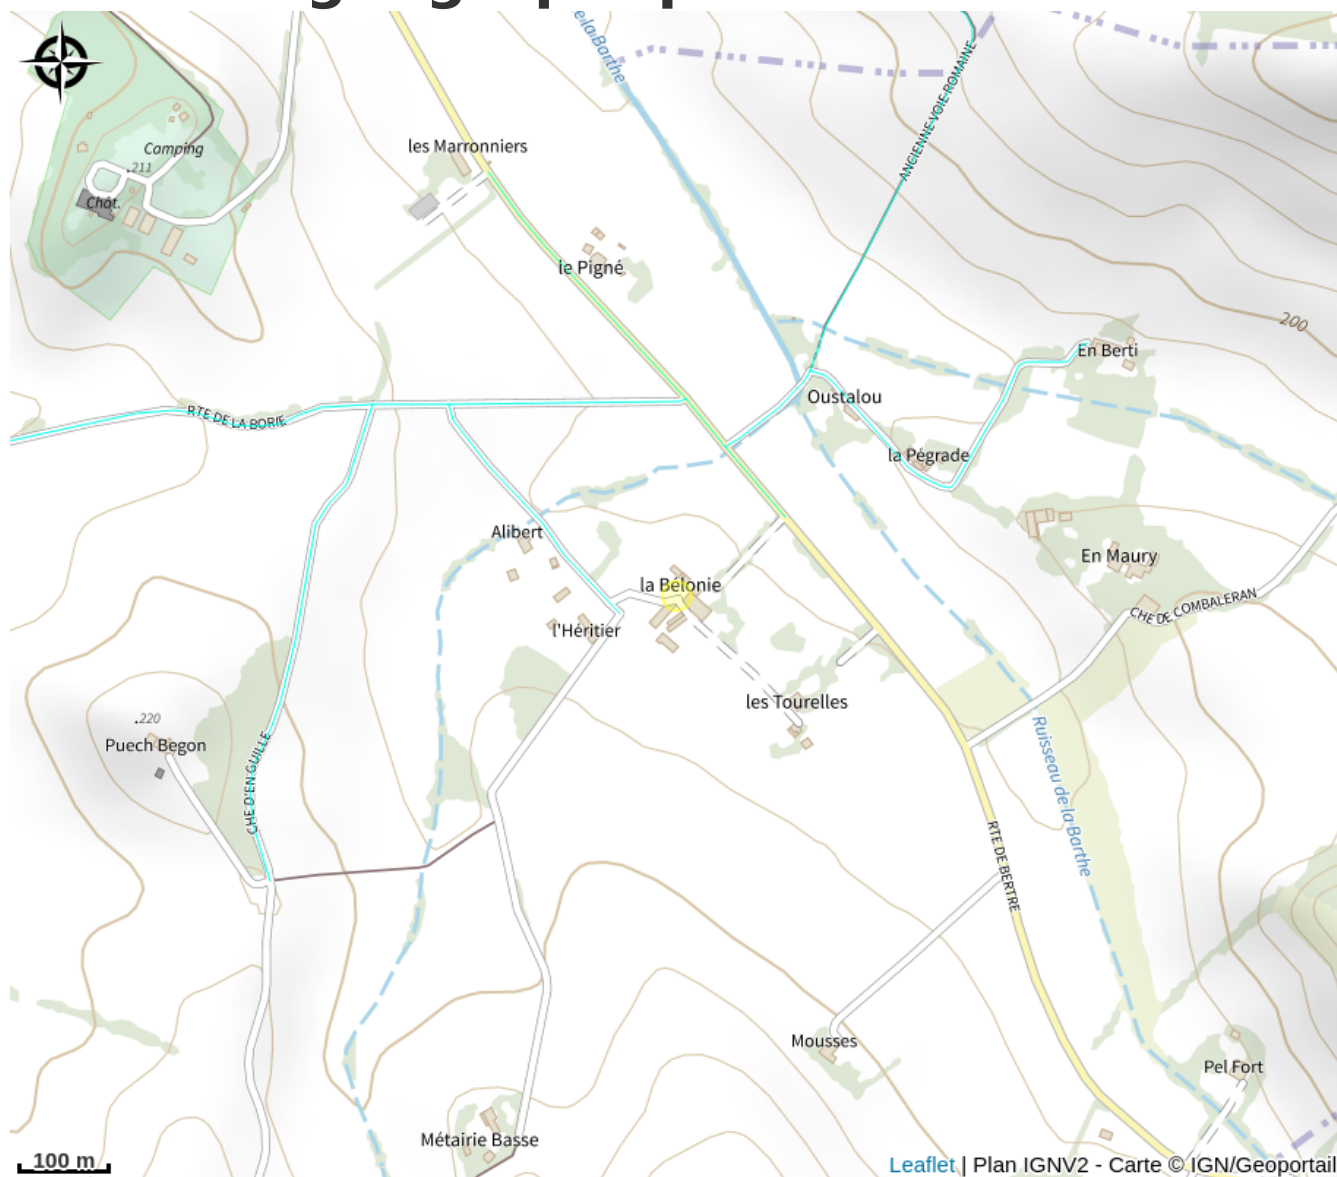 de la Barthe
ANCIENNE VOIE ROMAINE
les Marronniers
Camping
.211
Chât.
le Pigné
200
En Berti
Oustalou
RTE DE LA BORIE
la Pégrade
Alibert
En Maury
la Bélonie
CHE DE COMBALERAN
l'Héritier
les Tourelles
.220
Puech Begon
CHE D'EN GUILLE
Ruisseau de la Barthe
RTE DE BERTRE
Mousses
Pel Fort
Métairie Basse
100 m
Leaflet | Plan IGNV2 - Carte © IGN/Geoportail